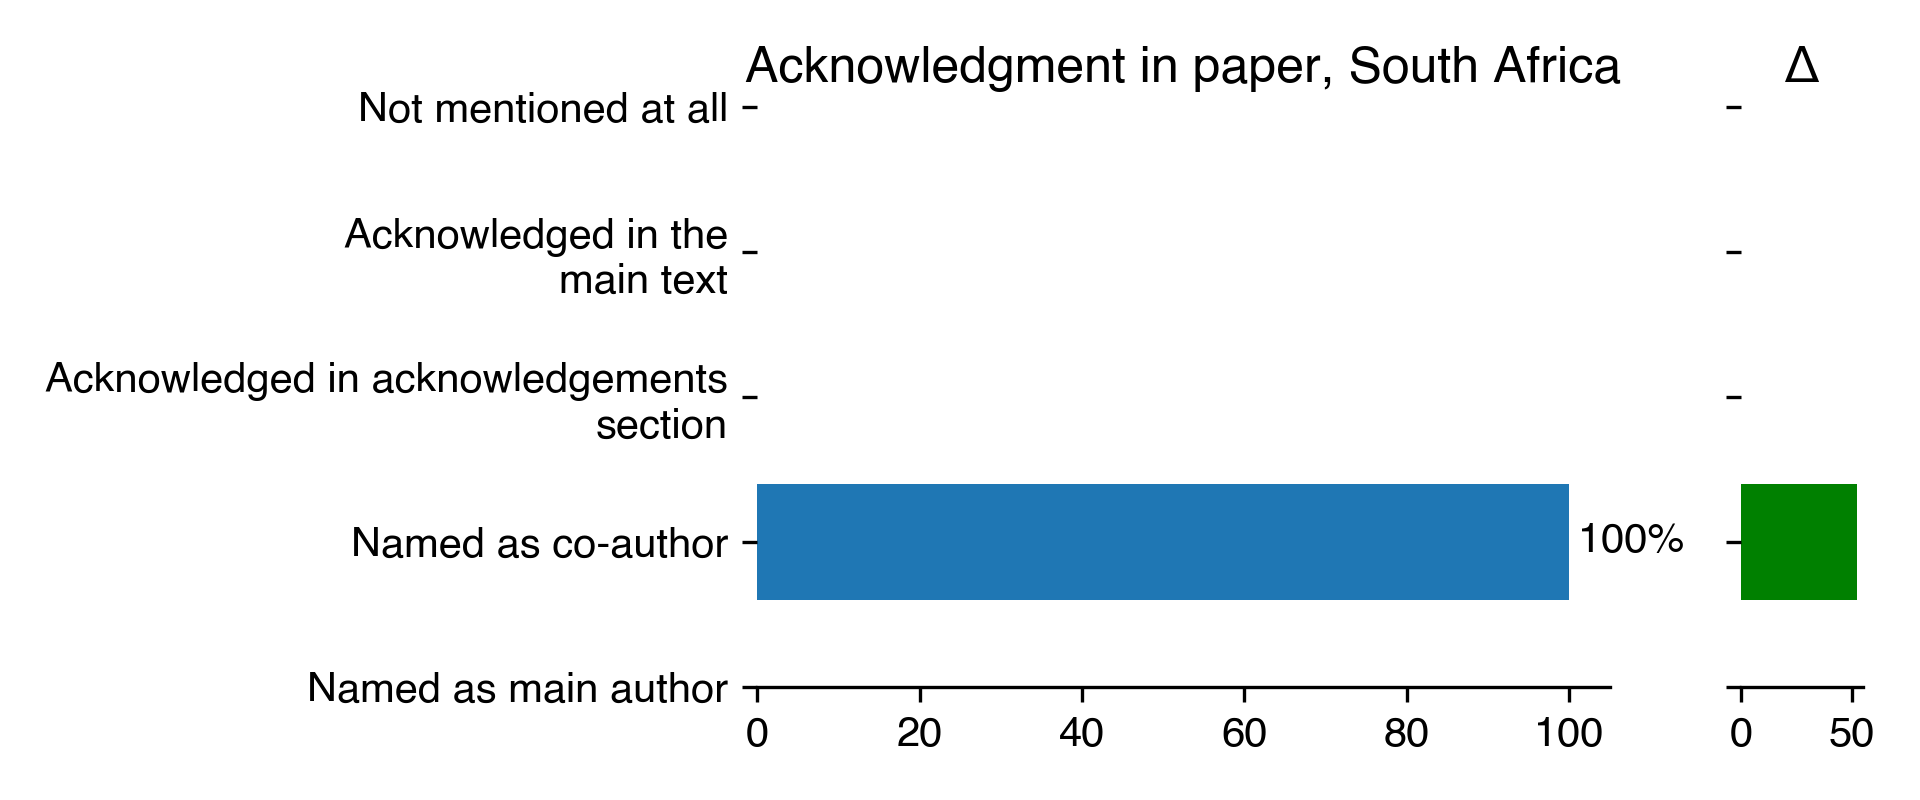 Acknowledgment in paper, South Africa
Δ
Not mentioned at all
Acknowledged in the
main text
Acknowledged in acknowledgements
section
Named as co-author
100%
Named as main author
0 20 40 60 80 100
0 50